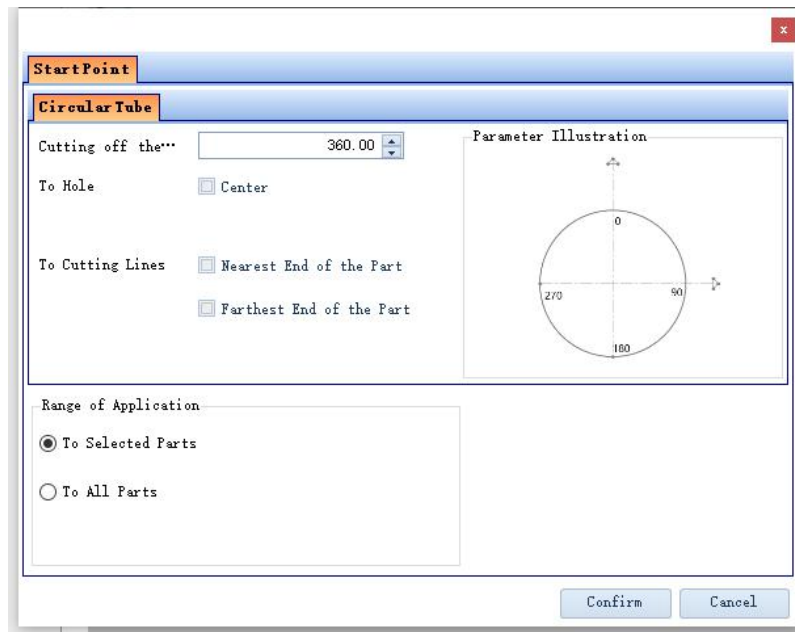 x
StartPoint
CircularTube
Cutting off the…
360.00
Parameter Illustration
To Hole
Center
0
To Cutting Lines
Nearest End of the Part
270
90
Farthest End of the Part
180
Range of Application
To Selected Parts
To All Parts
Confirm
Cancel